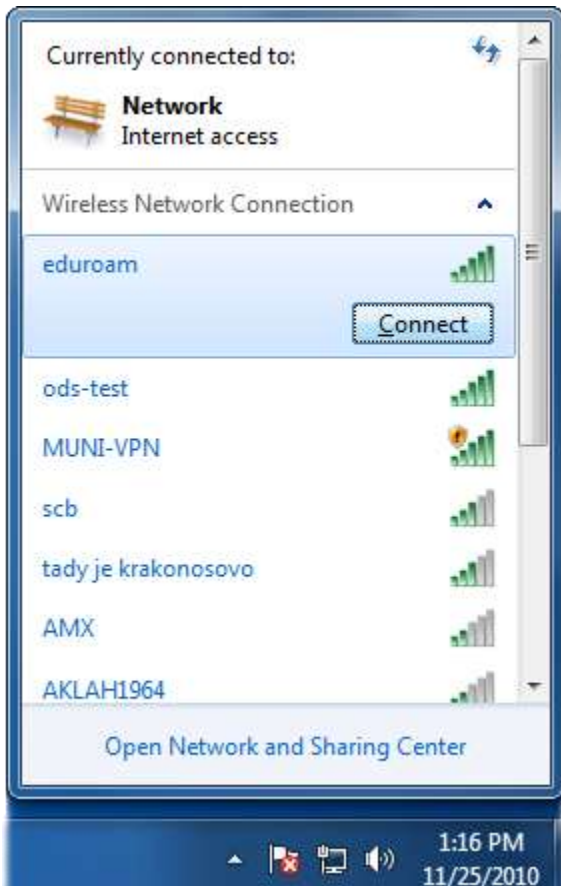 Currently connected to:
Network
Internet access
Wireless Network Connection
eduroam
Connect
ods-test
MUNI-VPN
scb
tady je krakonosovo
AMX
AKLAH1964
Open Network and Sharing Center
1:16 PM
11/25/2010